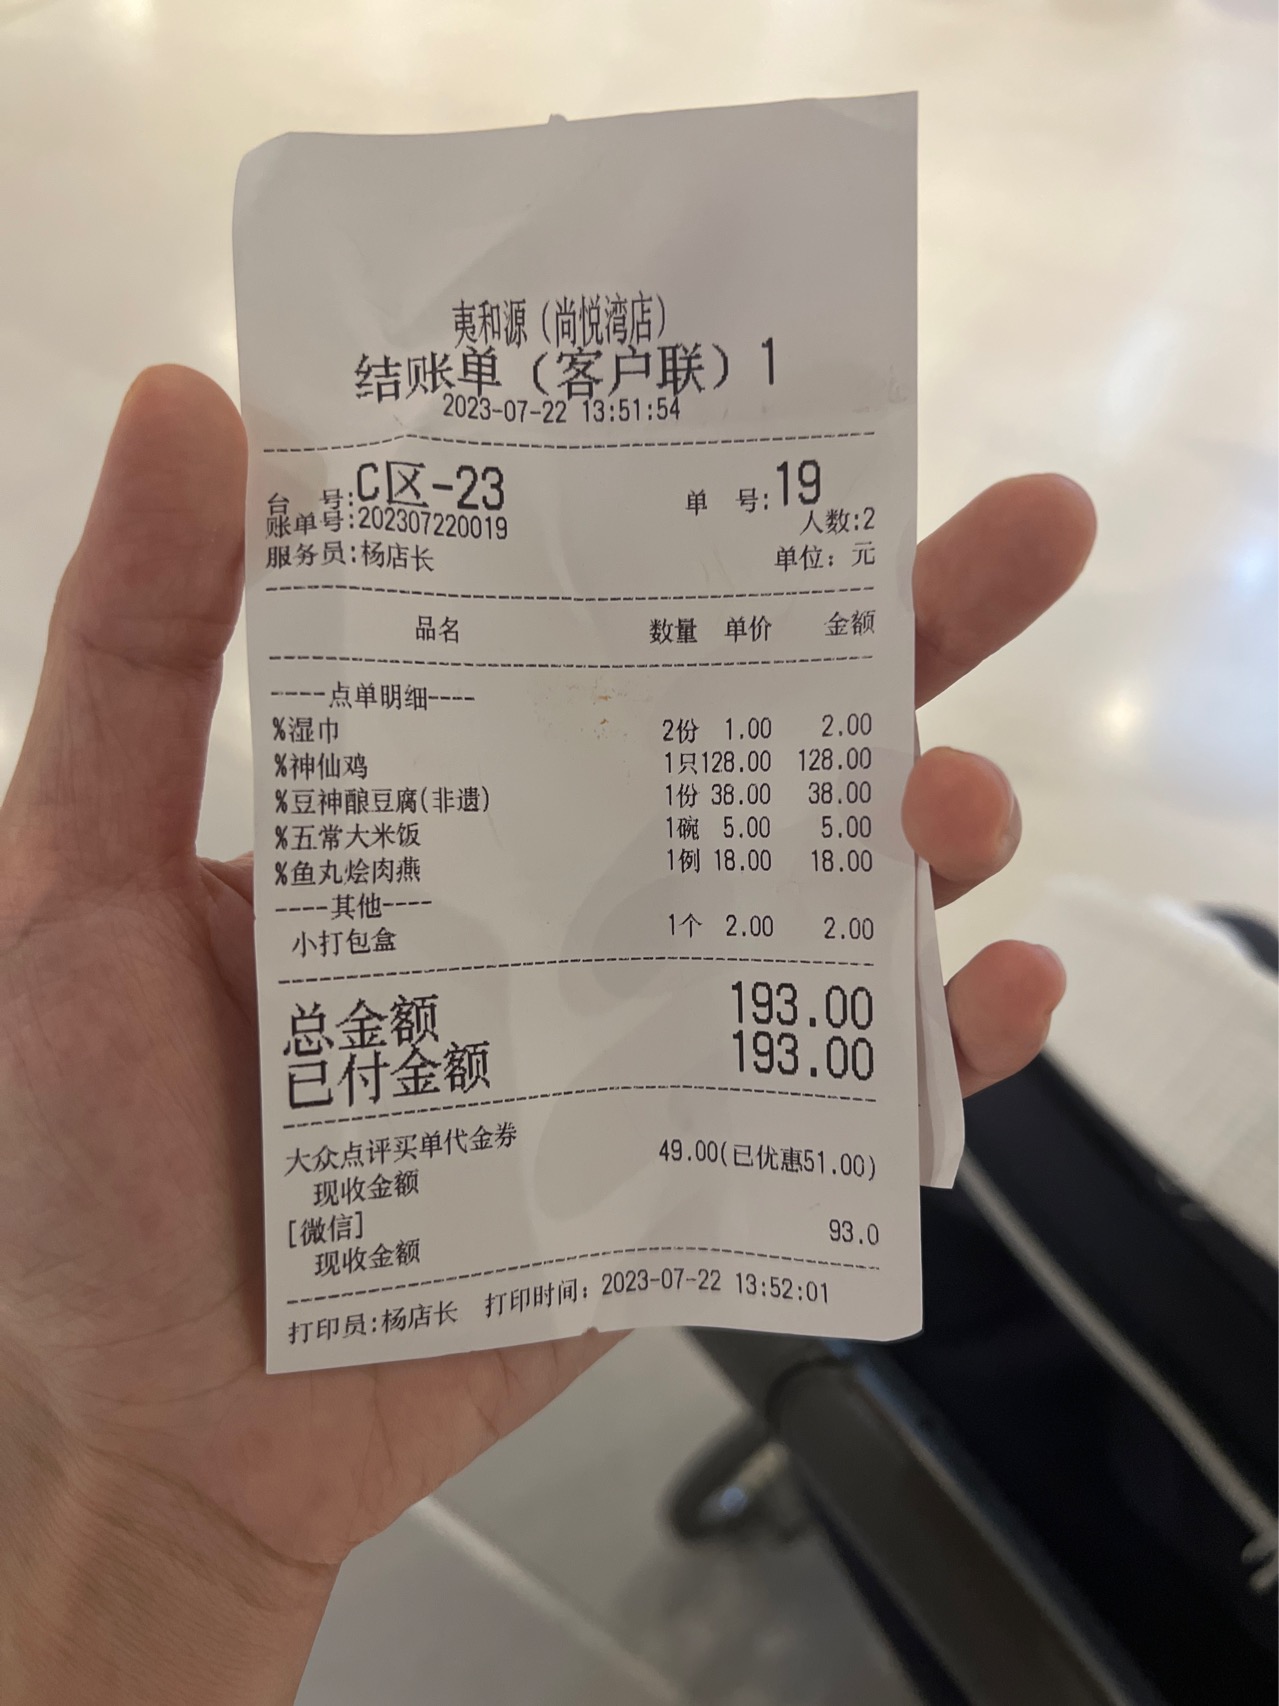 夷和源（尚悦湾店）
结账单（客户联）1
2023-07-22 13:51:54
台 号:C区-23 单 号:19
账单号:202307220019 人数:2
服务员:杨店长 单位：元
品名 数量 单价 金额
----点单明细----
%湿巾 2份 1.00 2.00
%神仙鸡 1只128.00 128.00
%豆神酿豆腐(非遗) 1份 38.00 38.00
%五常大米饭 1碗 5.00 5.00
%鱼丸烩肉燕 1例 18.00 18.00
----其他----
小打包盒 1个 2.00 2.00
总金额 193.00
已付金额 193.00
大众点评买单代金券
现收金额 49.00(已优惠51.00)
[微信]
现收金额 93.0
打印员:杨店长 打印时间：2023-07-22 13:52:01